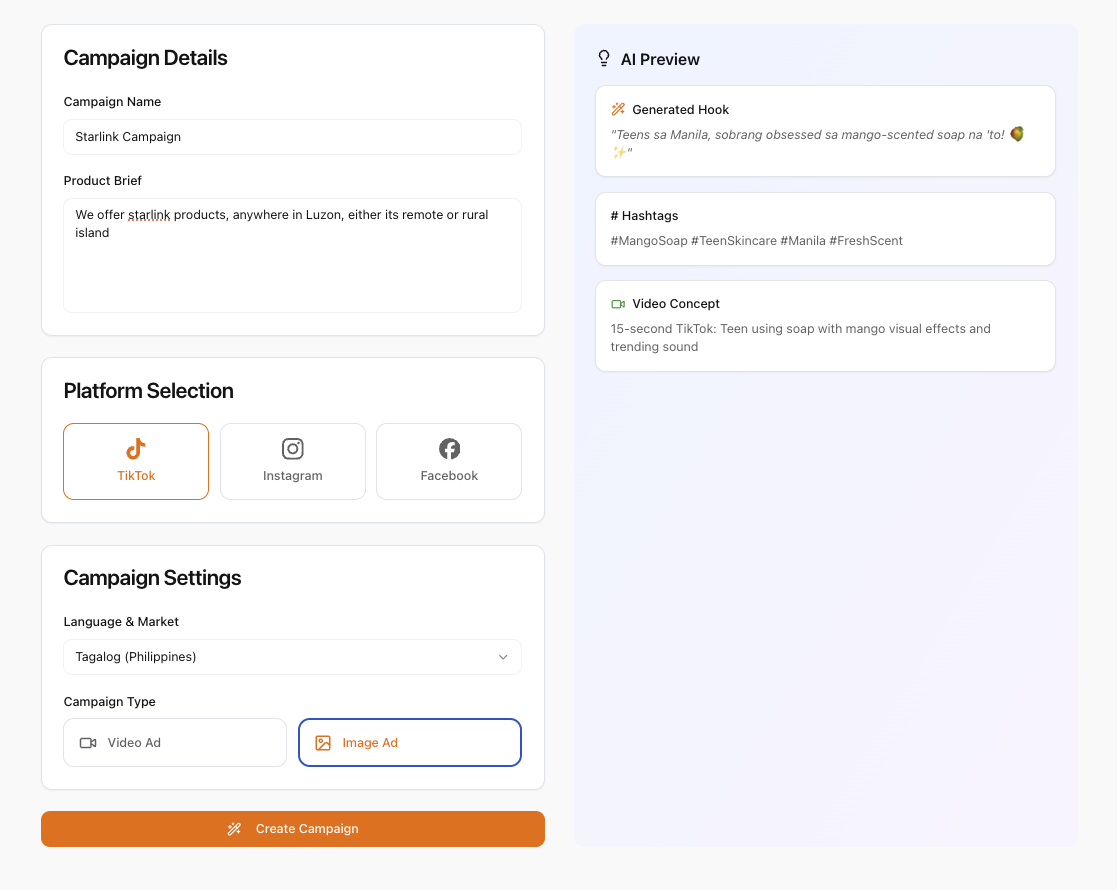 Campaign Details
Campaign Name
Starlink Campaign
Product Brief
We offer starlink products, anywhere in Luzon, either its remote or rural
island
Platform Selection
TikTok
Instagram
Facebook
Campaign Settings
Language & Market
Tagalog (Philippines)
Campaign Type
Video Ad
Image Ad
Create Campaign
AI Preview
Generated Hook
"Teens sa Manila, sobrang obsessed sa mango-scented soap na 'to! 🥭
✨"
# Hashtags
#MangoSoap #TeenSkincare #Manila #FreshScent
Video Concept
15-second TikTok: Teen using soap with mango visual effects and
trending sound